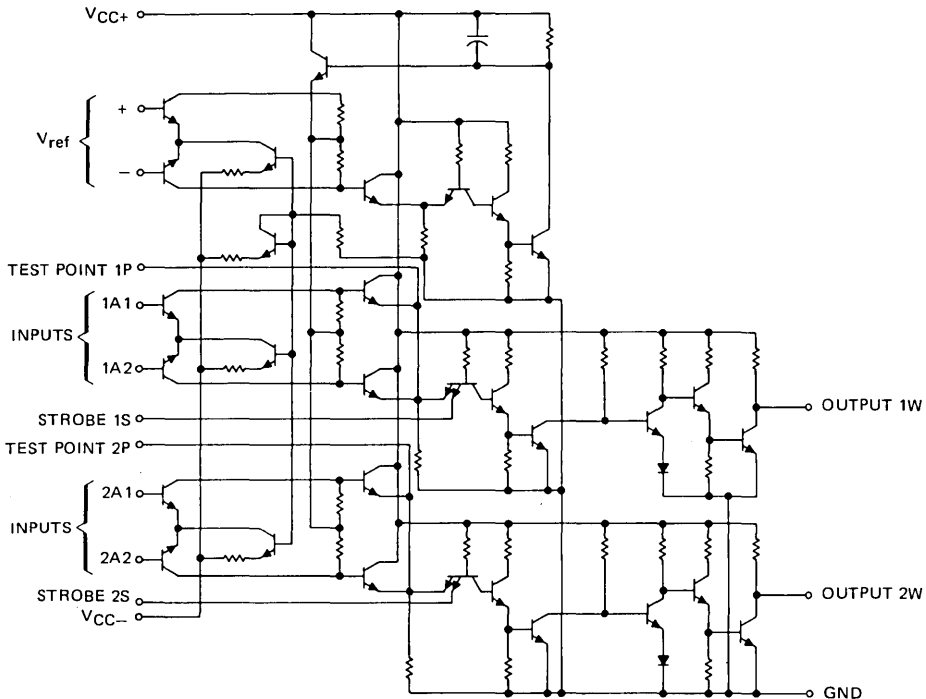 VCC+
+
Vref
−
TEST POINT 1P
1A1
INPUTS
1A2
OUTPUT 1W
STROBE 1S
TEST POINT 2P
2A1
INPUTS
2A2
OUTPUT 2W
STROBE 2S
VCC−
GND